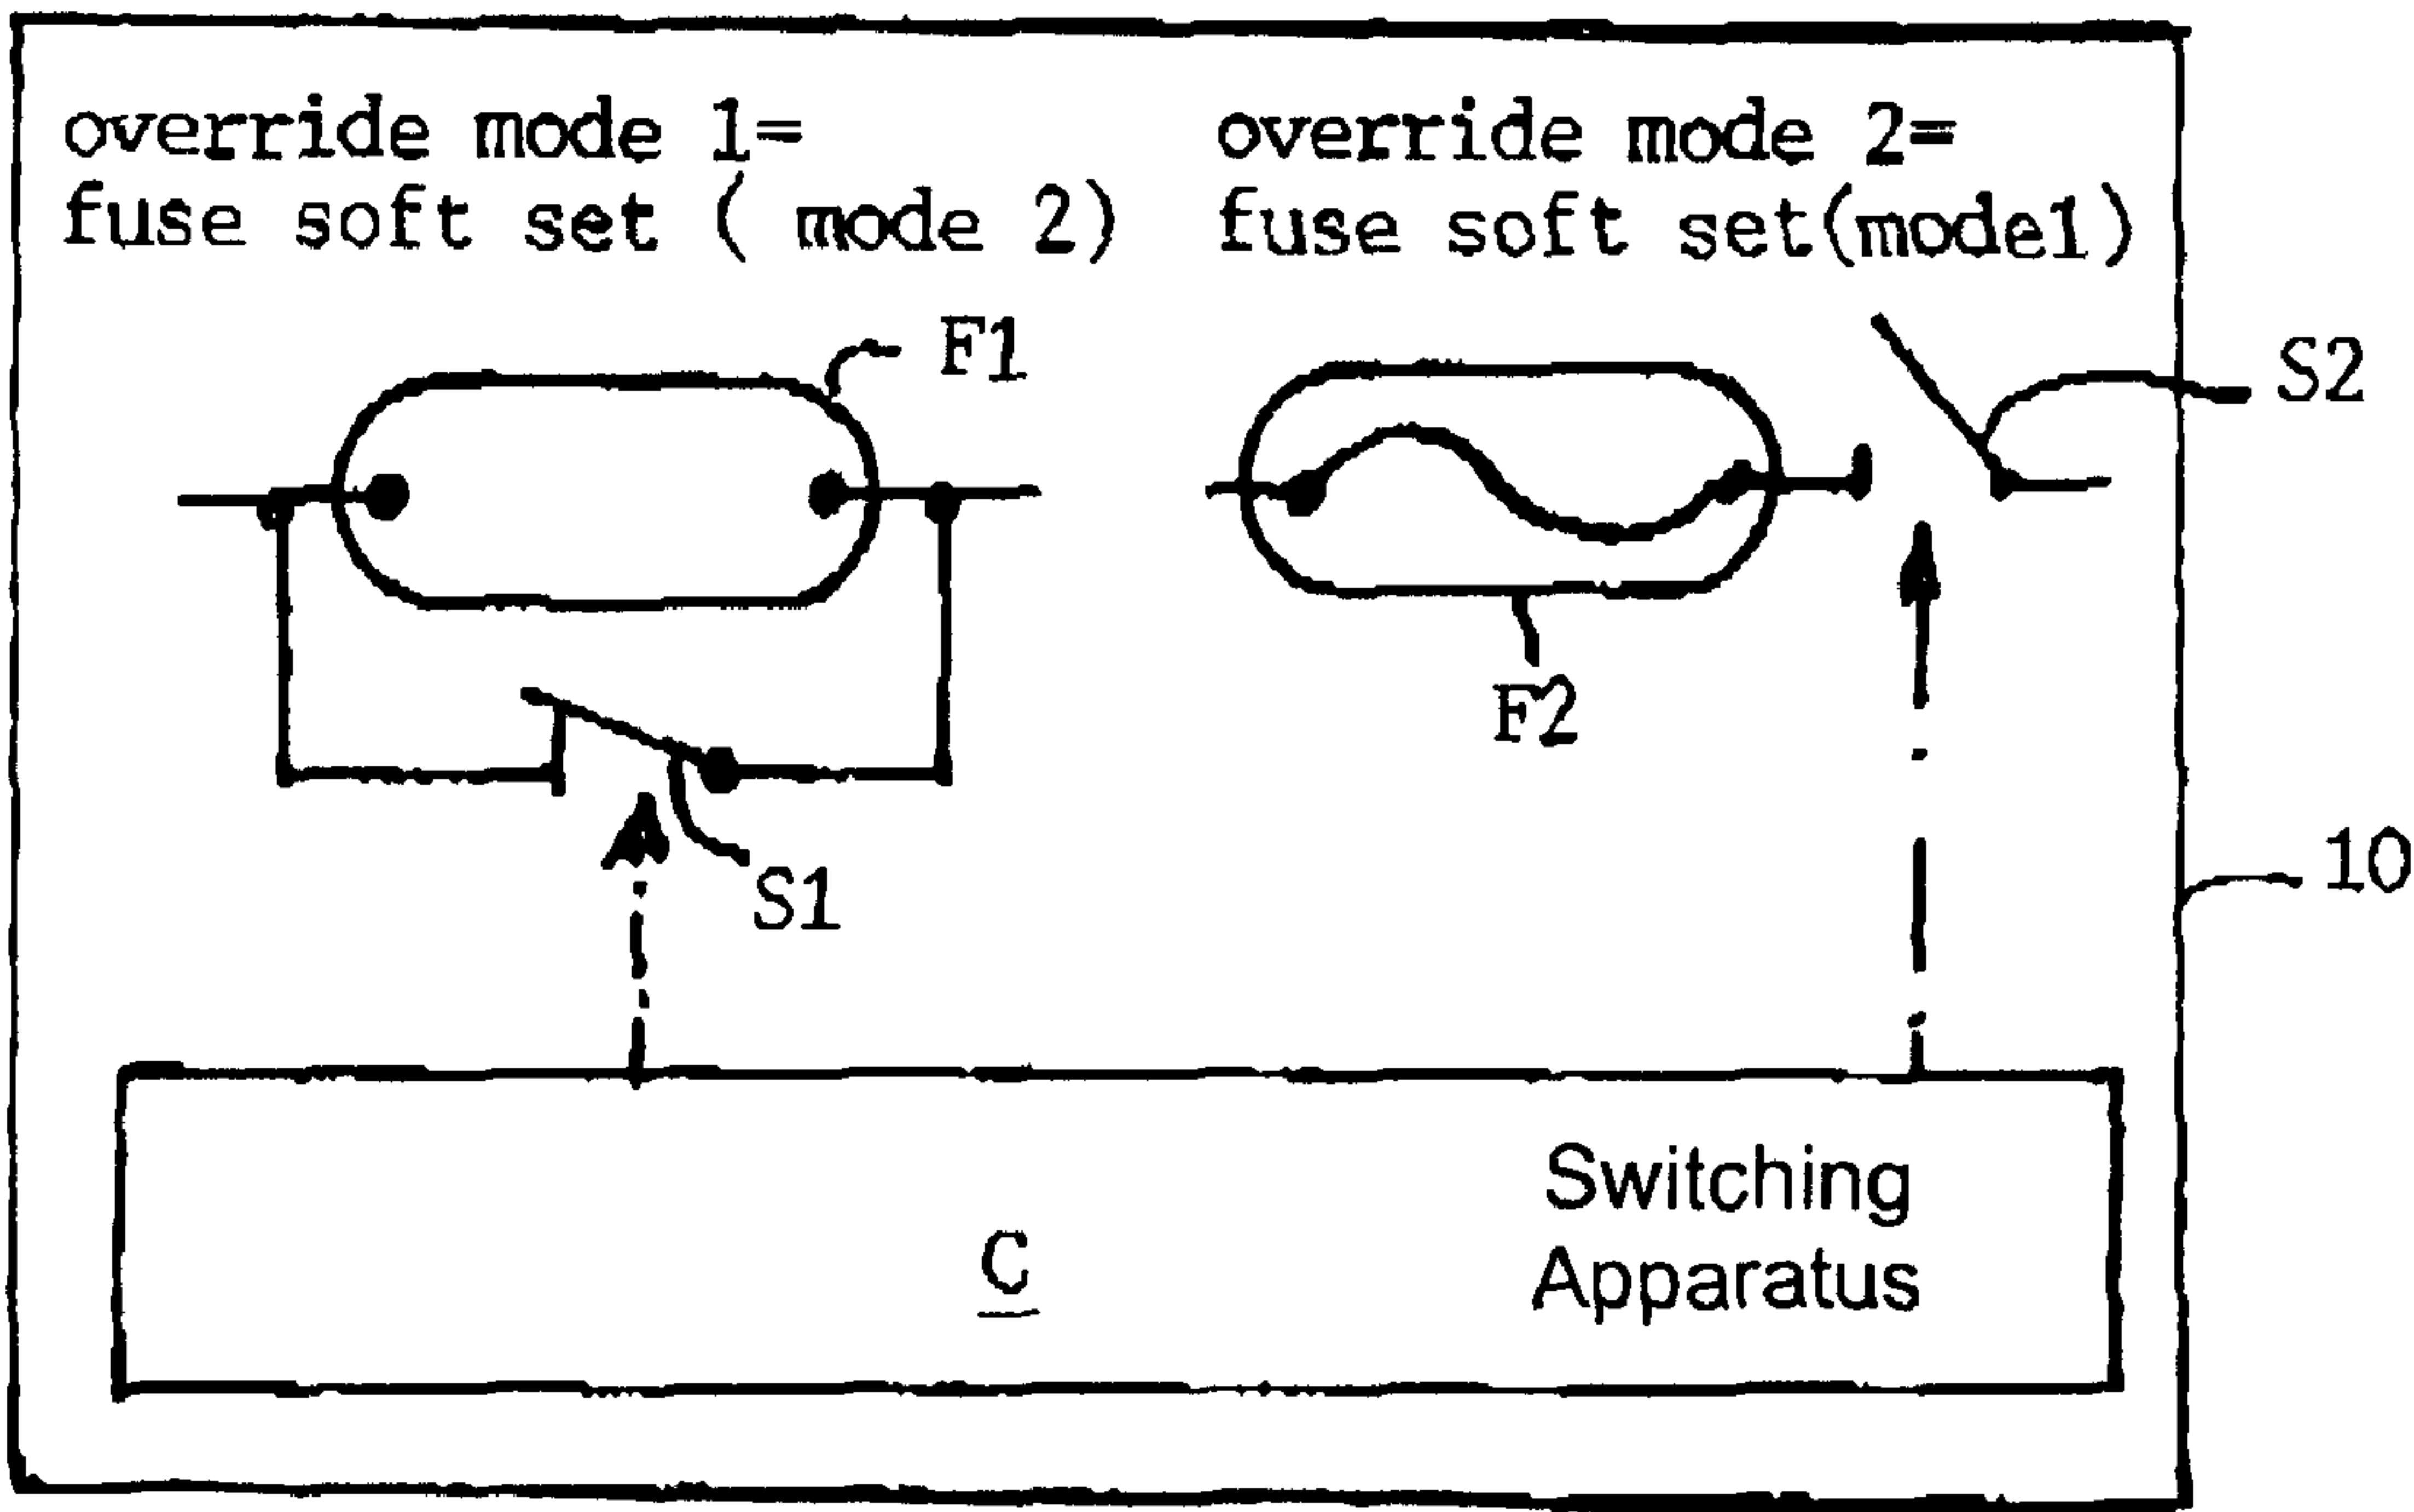 override mode 1=
fuse soft set ( mode 2)
override mode 2=
fuse soft set(mode1)
F1
S2
F2
S1
10
C
Switching
Apparatus